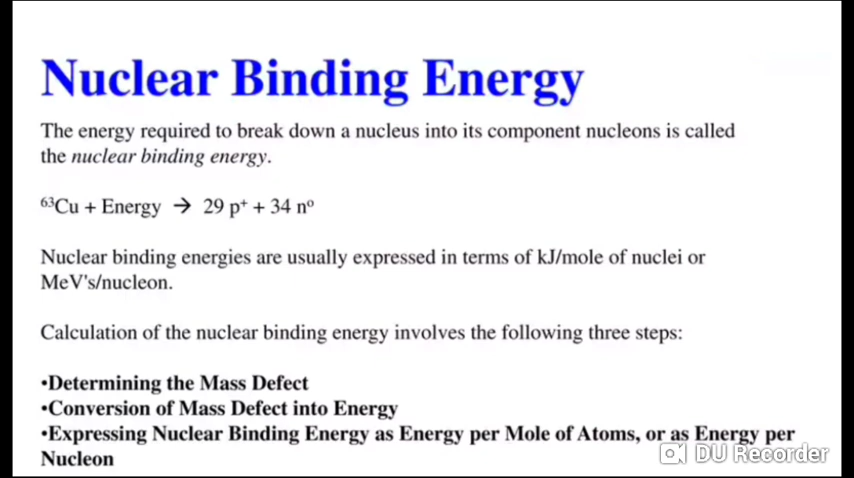 Nuclear Binding Energy
The energy required to break down a nucleus into its component nucleons is called
the nuclear binding energy.
⁶³Cu + Energy → 29 p⁺ + 34 nᵒ
Nuclear binding energies are usually expressed in terms of kJ/mole of nuclei or
MeV's/nucleon.
Calculation of the nuclear binding energy involves the following three steps:
•Determining the Mass Defect
•Conversion of Mass Defect into Energy
•Expressing Nuclear Binding Energy as Energy per Mole of Atoms, or as Energy per
Nucleon
DU Recorder